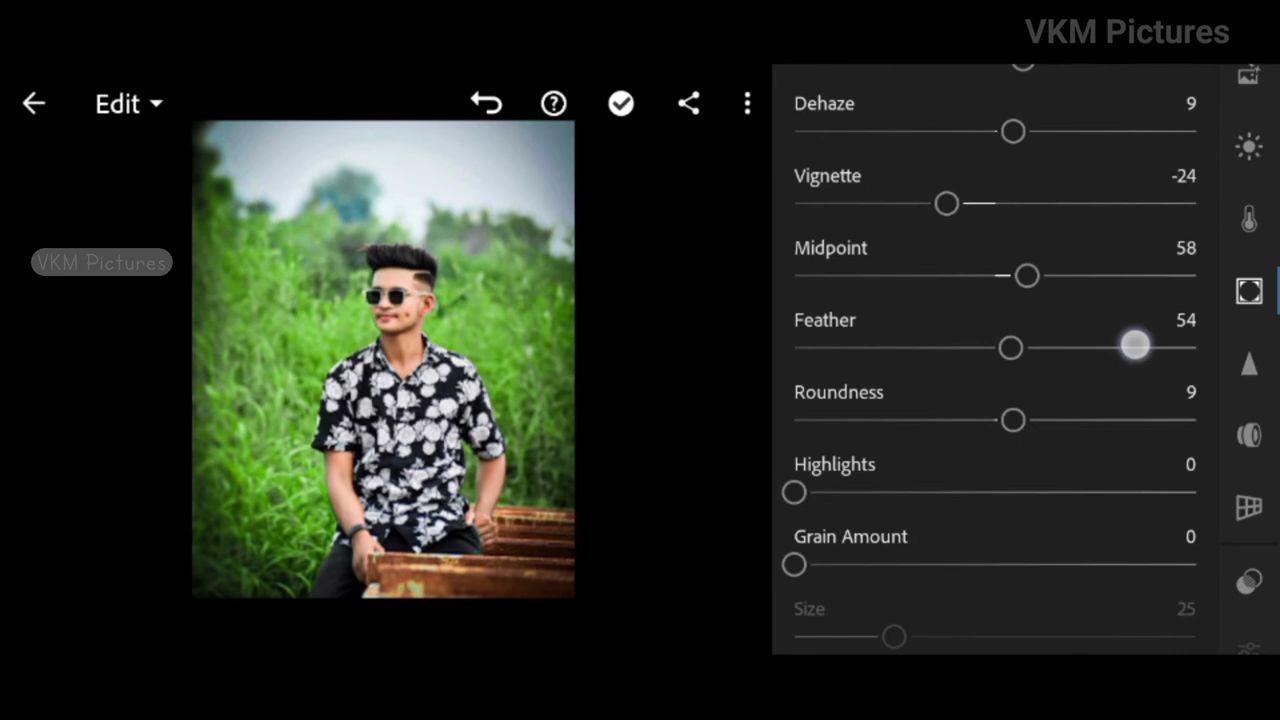 VKM Pictures
Edit
VKM Pictures
Dehaze 9
Vignette -24
Midpoint 58
Feather 54
Roundness 9
Highlights 0
Grain Amount 0
Size 25